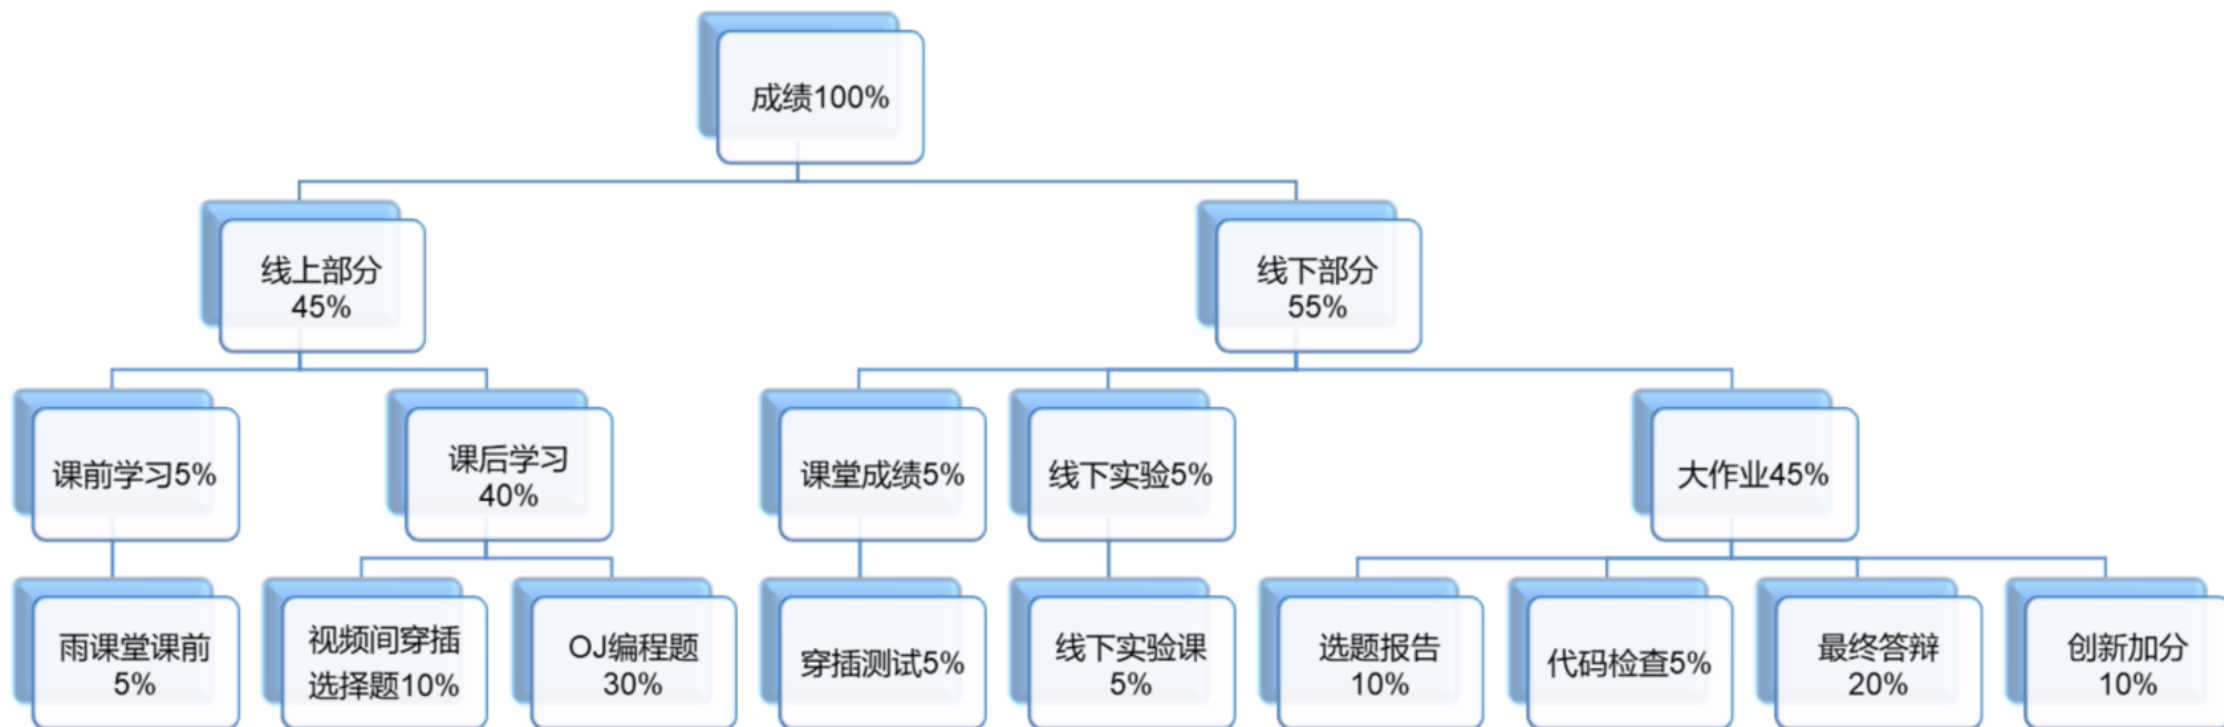 成绩100%
线上部分
45%
线下部分
55%
课前学习5%
课后学习
40%
课堂成绩5%
线下实验5%
大作业45%
雨课堂课前
5%
视频间穿插
选择题10%
OJ编程题
30%
穿插测试5%
线下实验课
5%
选题报告
10%
代码检查5%
最终答辩
20%
创新加分
10%